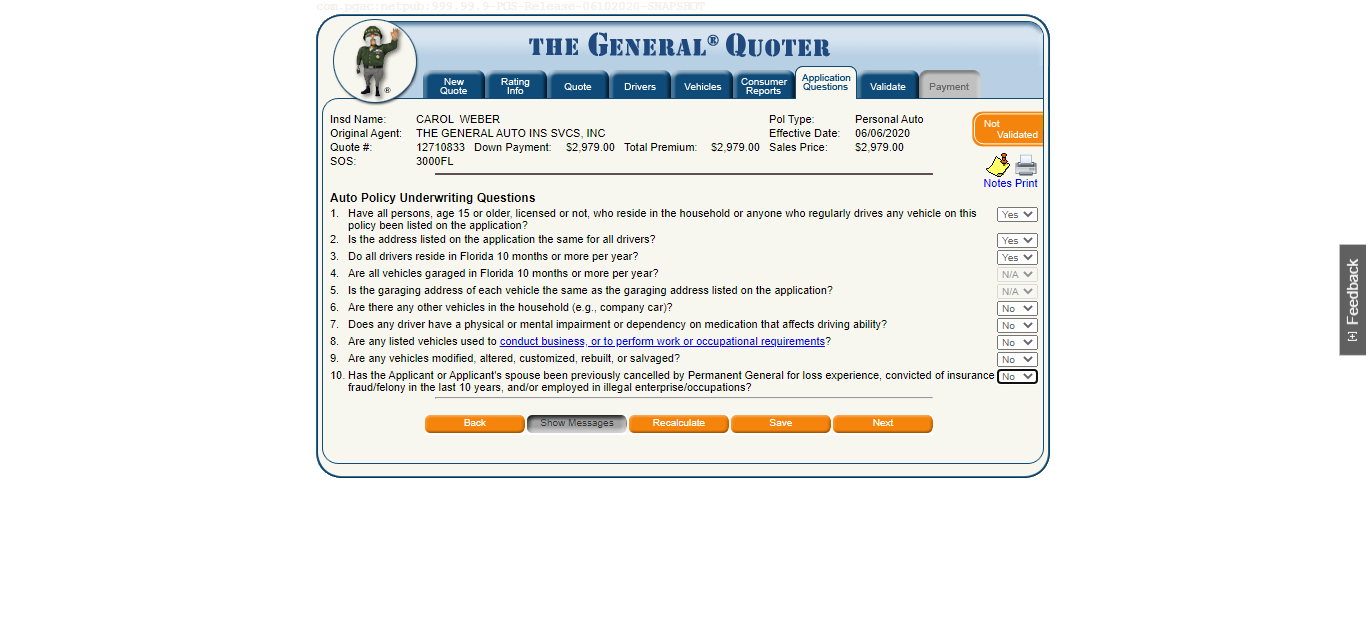 com.pgac:netpub:999.99.9-POS-Release-06102020-SNAPSHOT
THE GENERAL® QUOTER
New Quote
Rating Info
Quote
Drivers
Vehicles
Consumer Reports
Application Questions
Validate
Payment
®
Insd Name: CAROL WEBER Pol Type: Personal Auto
Original Agent: THE GENERAL AUTO INS SVCS, INC Effective Date: 06/06/2020
Quote #: 12710833 Down Payment: $2,979.00 Total Premium: $2,979.00 Sales Price: $2,979.00
SOS: 3000FL
Not
Validated
Notes Print
Auto Policy Underwriting Questions
1. Have all persons, age 15 or older, licensed or not, who reside in the household or anyone who regularly drives any vehicle on this Yes
policy been listed on the application?
2. Is the address listed on the application the same for all drivers? Yes
3. Do all drivers reside in Florida 10 months or more per year? Yes
4. Are all vehicles garaged in Florida 10 months or more per year? N/A
5. Is the garaging address of each vehicle the same as the garaging address listed on the application? N/A
6. Are there any other vehicles in the household (e.g., company car)? No
7. Does any driver have a physical or mental impairment or dependency on medication that affects driving ability? No
8. Are any listed vehicles used to conduct business, or to perform work or occupational requirements? No
9. Are any vehicles modified, altered, customized, rebuilt, or salvaged? No
10. Has the Applicant or Applicant's spouse been previously cancelled by Permanent General for loss experience, convicted of insurance No
fraud/felony in the last 10 years, and/or employed in illegal enterprise/occupations?
Back Show Messages Recalculate Save Next
[+] Feedback